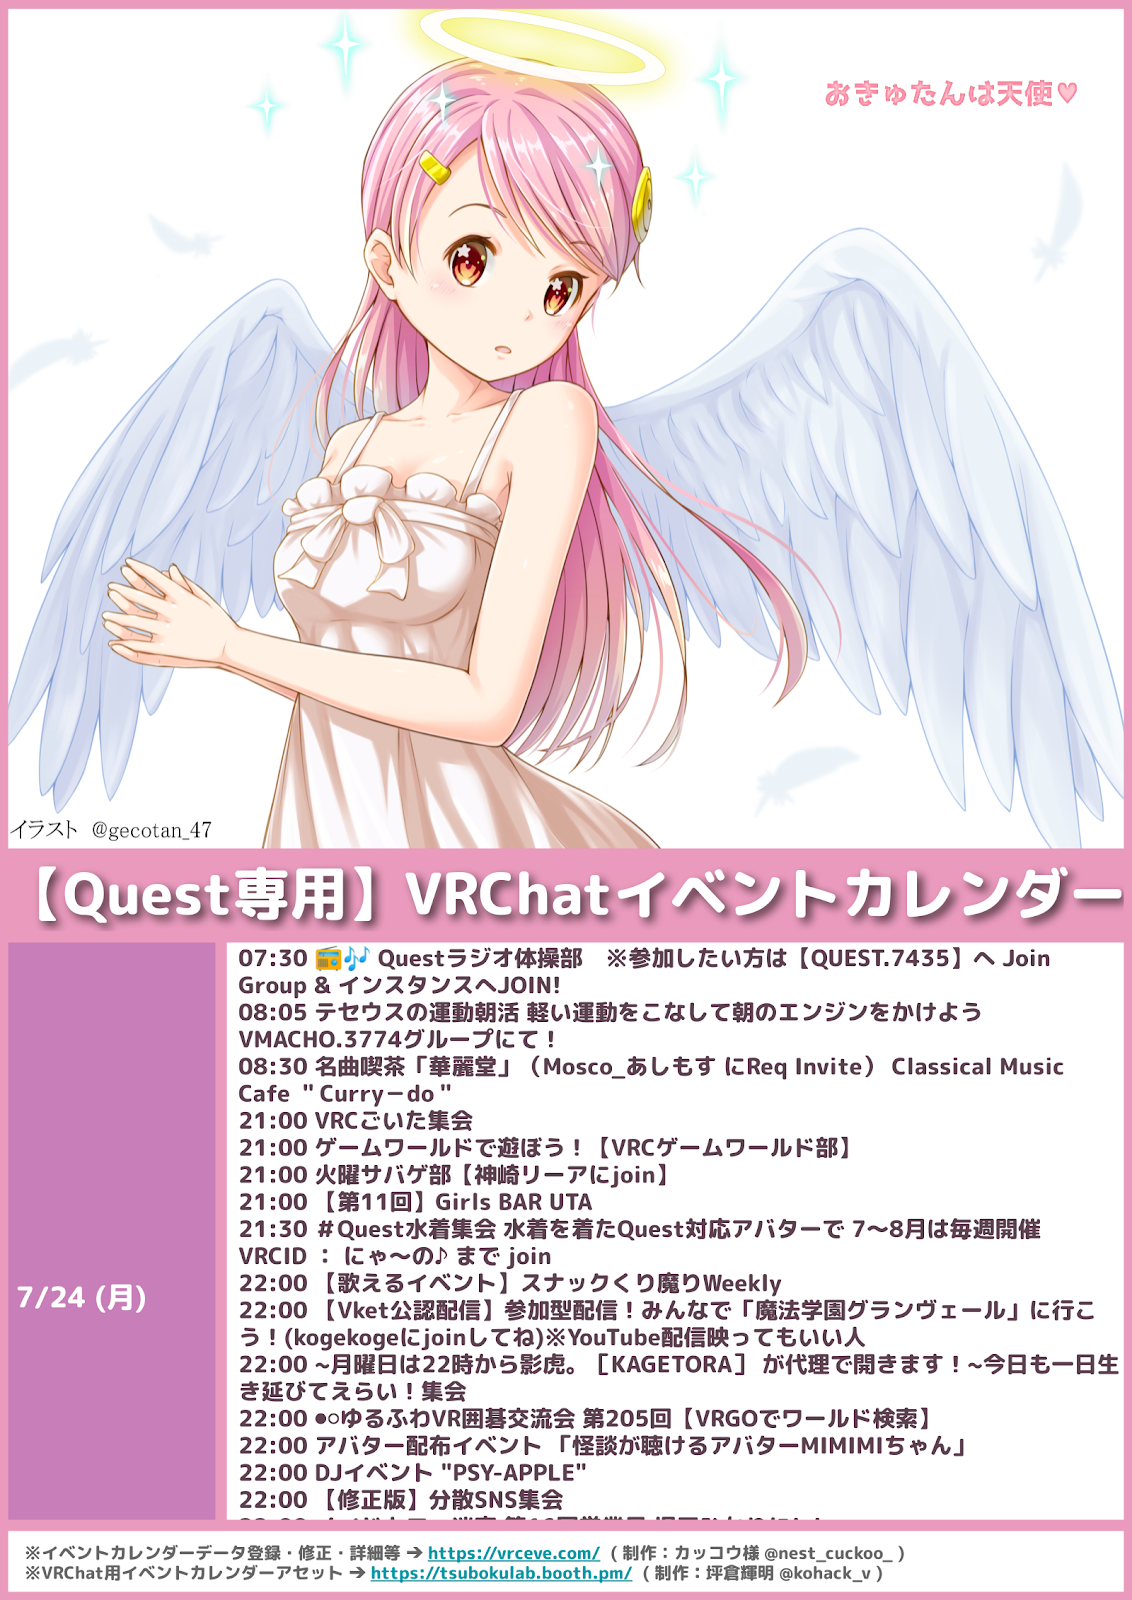 おきゅたんは天使♥
イラスト @gecotan_47
【Quest専用】VRChatイベントカレンダー
7/24 (月)
07:30 📻🎶 Questラジオ体操部　※参加したい方は【QUEST.7435】へ Join
Group & インスタンスへJOIN!
08:05 テセウスの運動朝活 軽い運動をこなして朝のエンジンをかけよう
VMACHO.3774グループにて！
08:30 名曲喫茶「華麗堂」（Mosco_あしもす にReq Invite） Classical Music
Cafe ＂Curry－do＂
21:00 VRCごいた集会
21:00 ゲームワールドで遊ぼう！【VRCゲームワールド部】
21:00 火曜サバゲ部【神崎リーアにjoin】
21:00 【第11回】Girls BAR UTA
21:30 ＃Quest水着集会 水着を着たQuest対応アバターで 7〜8月は毎週開催
VRCID ： にゃ〜の♪ まで join
22:00 【歌えるイベント】スナックくり魔りWeekly
22:00 【Vket公認配信】参加型配信！みんなで「魔法学園グランヴェール」に行こ
う！(kogekogeにjoinしてね)※YouTube配信映ってもいい人
22:00 ~月曜日は22時から影虎。［KAGETORA］ が代理で開きます！~今日も一日生
き延びてえらい！集会
22:00 ●○ゆるふわVR囲碁交流会 第205回【VRGOでワールド検索】
22:00 アバター配布イベント 「怪談が聴けるアバターMIMIMIちゃん」
22:00 DJイベント "PSY-APPLE"
22:00 【修正版】分散SNS集会
※イベントカレンダーデータ登録・修正・詳細等 ➔ https://vrceve.com/ （ 制作：カッコウ様 @nest_cuckoo_ ）
※VRChat用イベントカレンダーアセット ➔ https://tsubokulab.booth.pm/ （ 制作：坪倉輝明 @kohack_v ）